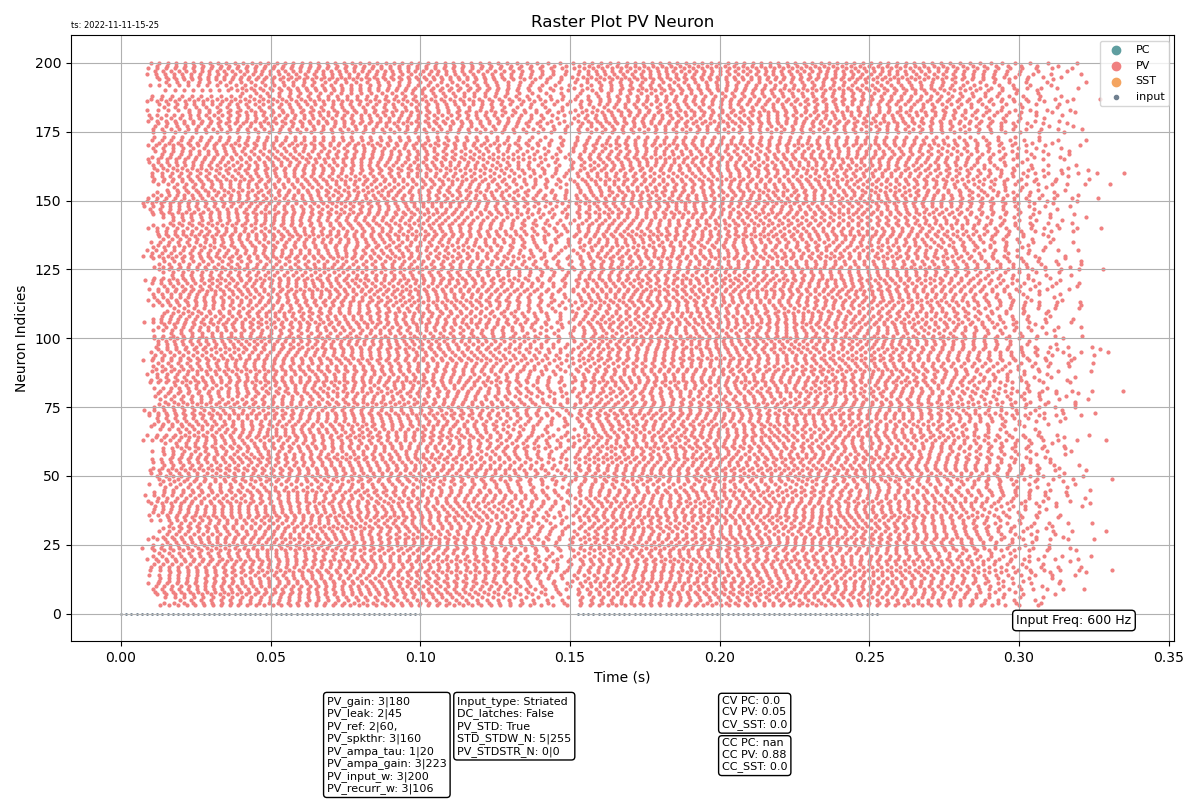 ts: 2022-11-11-15-25
Raster Plot PV Neuron
PC
PV
SST
input
200
175
150
125
100
75
50
25
0
Neuron Indicies
Input Freq: 600 Hz
0.00
0.05
0.10
0.15
0.20
0.25
0.30
0.35
Time (s)
PV_gain: 3|180
PV_leak: 2|45
PV_ref: 2|60,
PV_spkthr: 3|160
PV_ampa_tau: 1|20
PV_ampa_gain: 3|223
PV_input_w: 3|200
PV_recurr_w: 3|106
Input_type: Striated
DC_latches: False
PV_STD: True
STD_STDW_N: 5|255
PV_STDSTR_N: 0|0
CV PC: 0.0
CV PV: 0.05
CV_SST: 0.0
CC PC: nan
CC PV: 0.88
CC_SST: 0.0